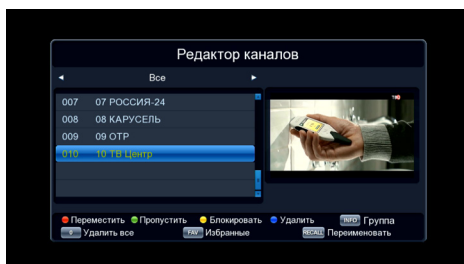 Редактор каналов
Все
007 07 РОССИЯ-24
008 08 КАРУСЕЛЬ
009 09 ОТР
010 10 ТВ Центр
Переместить Пропустить Блокировать Удалить INFO Группа
Удалить все FAV Избранные RECALL Переименовать